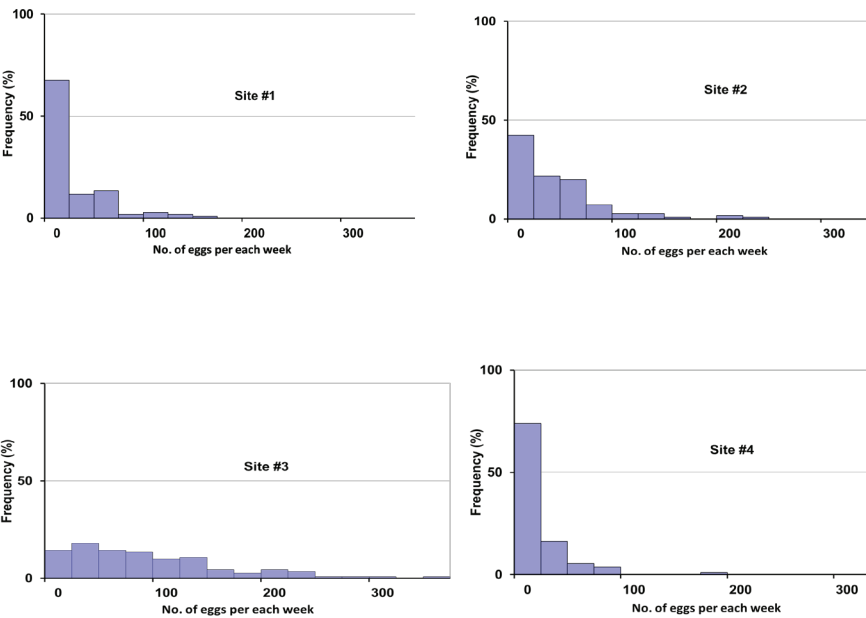 100
Site #1
Frequency (%)
50
0
0 100 200 300
No. of eggs per each week
100
Site #2
Frequency (%)
50
0
0 100 200 300
No. of eggs per each week
100
Site #3
Frequency (%)
50
0
0 100 200 300
No. of eggs per each week
100
Site #4
Frequency (%)
50
0
0 100 200 300
No. of eggs per each week